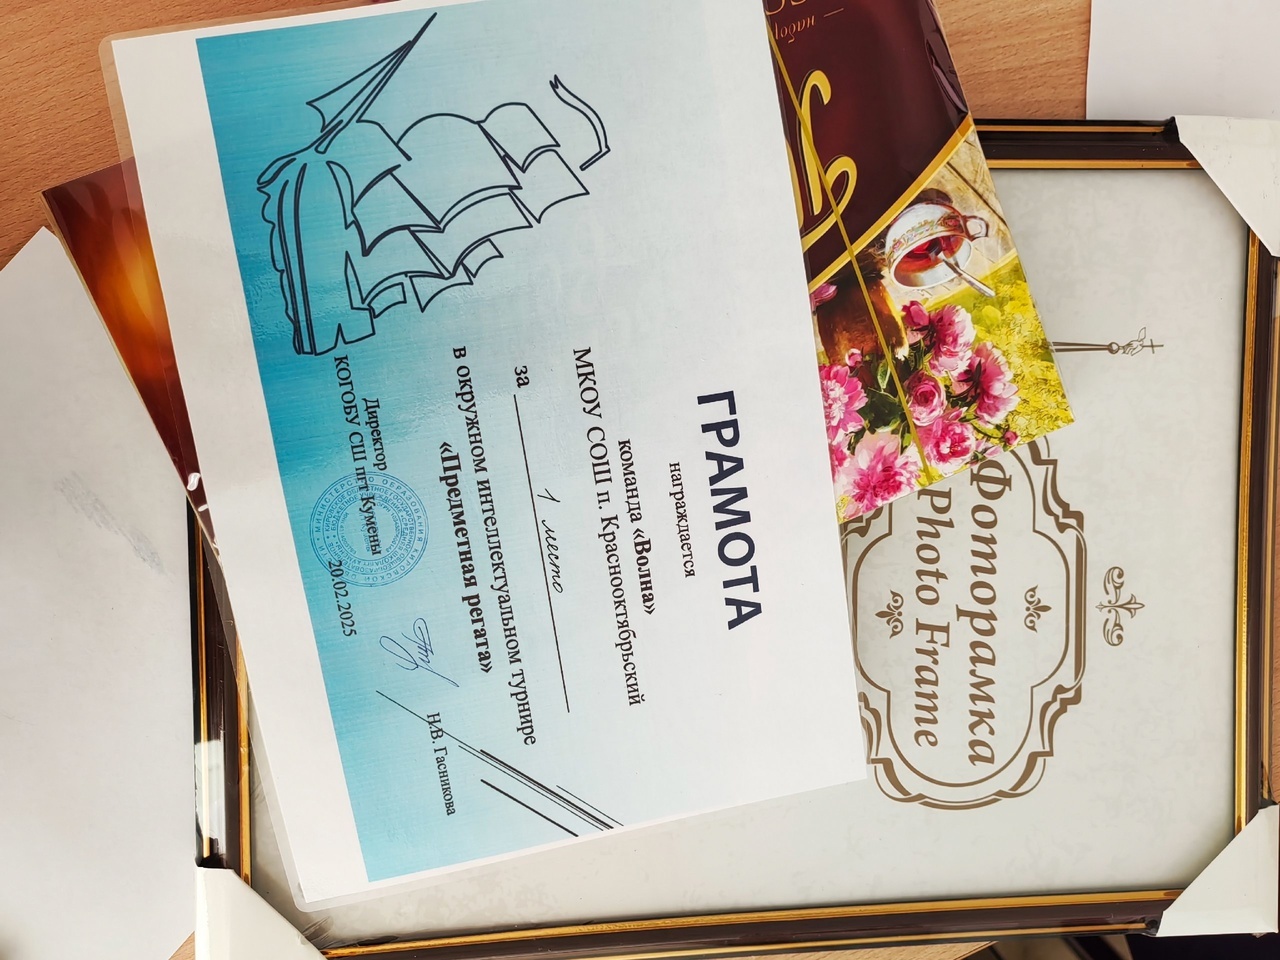 ГРАМОТА
награждается
команда «Волна»
МКОУ СОШ п. Краснооктябрьский
за 1 место
в окружном интеллектуальном турнире
«Предметная регата»
Директор
КОГОБУ СШ пгт Кумены
Н.В. Гасникова
20.02.2025
Фоторамка
Photo Frame
набор